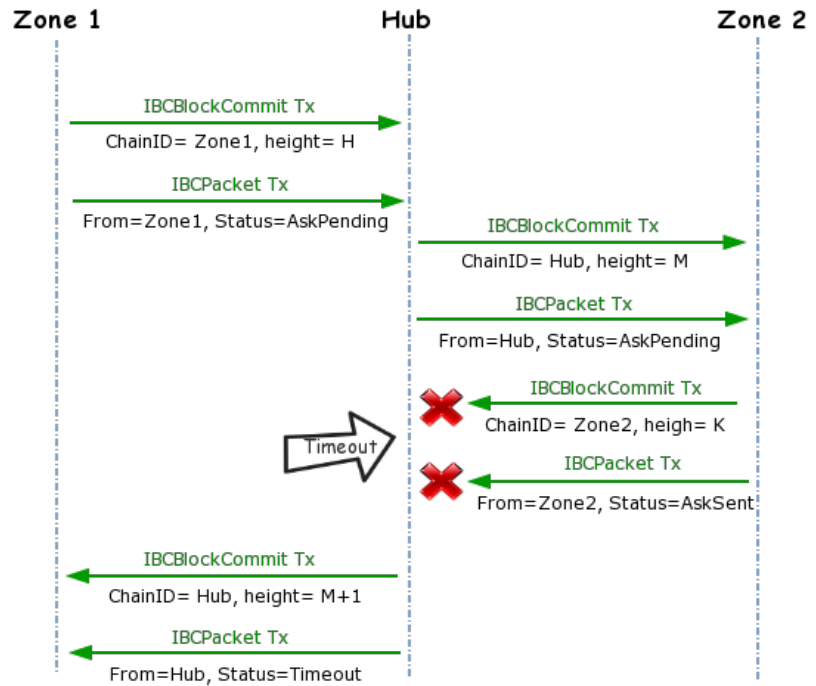 Zone 1
Hub
Zone 2
IBCBlockCommit Tx
ChainID= Zone1, height= H
IBCPacket Tx
From=Zone1, Status=AskPending
IBCBlockCommit Tx
ChainID= Hub, height= M
IBCPacket Tx
From=Hub, Status=AskPending
IBCBlockCommit Tx
ChainID= Zone2, heigh= K
Timeout
IBCPacket Tx
From=Zone2, Status=AskSent
IBCBlockCommit Tx
ChainID= Hub, height= M+1
IBCPacket Tx
From=Hub, Status=Timeout